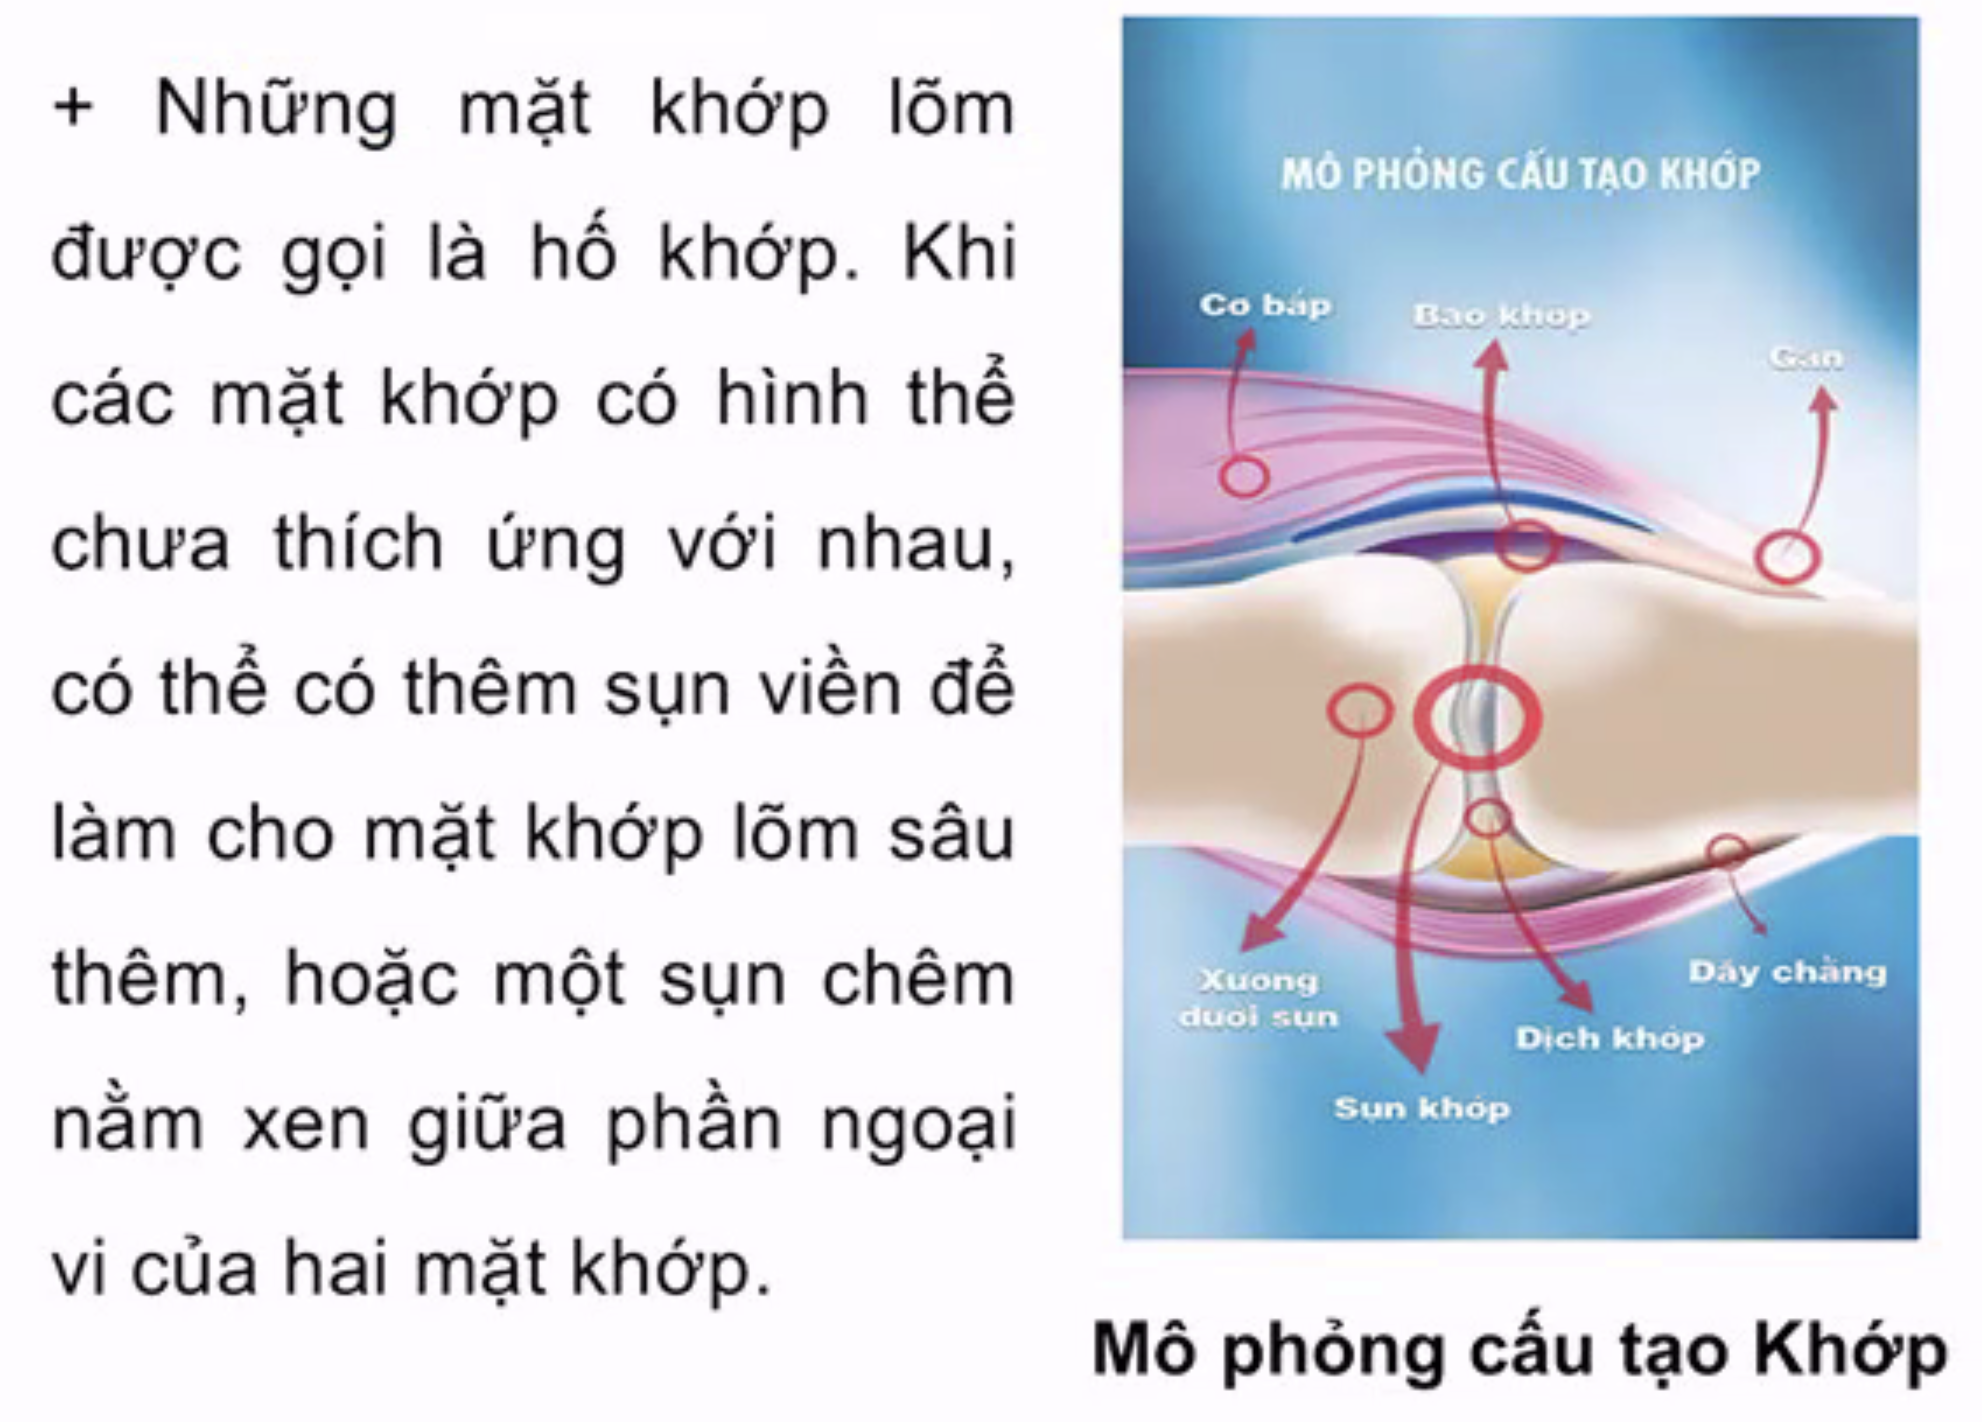 + Những mặt khớp lõm
được gọi là hố khớp. Khi
các mặt khớp có hình thể
chưa thích ứng với nhau,
có thể có thêm sụn viền để
làm cho mặt khớp lõm sâu
thêm, hoặc một sụn chêm
nằm xen giữa phần ngoại
vi của hai mặt khớp.
MÔ PHỎNG CẤU TẠO KHỚP
Cơ bắp
Bao khớp
Gân
Xương
dưới sụn
Dây chằng
Dịch khớp
Sụn khớp
Mô phỏng cấu tạo Khớp